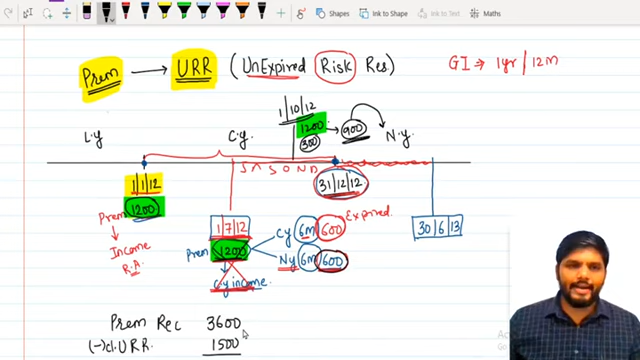 Shapes Ink to Shape Ink to Text Maths
Prem → URR (UnExpired Risk Res.)
GI ⇒ 1yr / 12m
1/10/12
1200
300
900
L.y C.y. N.y
J A S O N D
1/1/12
1200
31/12/12
Prem
Income
R.A.
1/7/12
Prem 1200
C.y income
Cy 6m 600 Expired
Ny 6m 600
30/6/13
Prem Rec 3600
(-) cl. URR. 1500